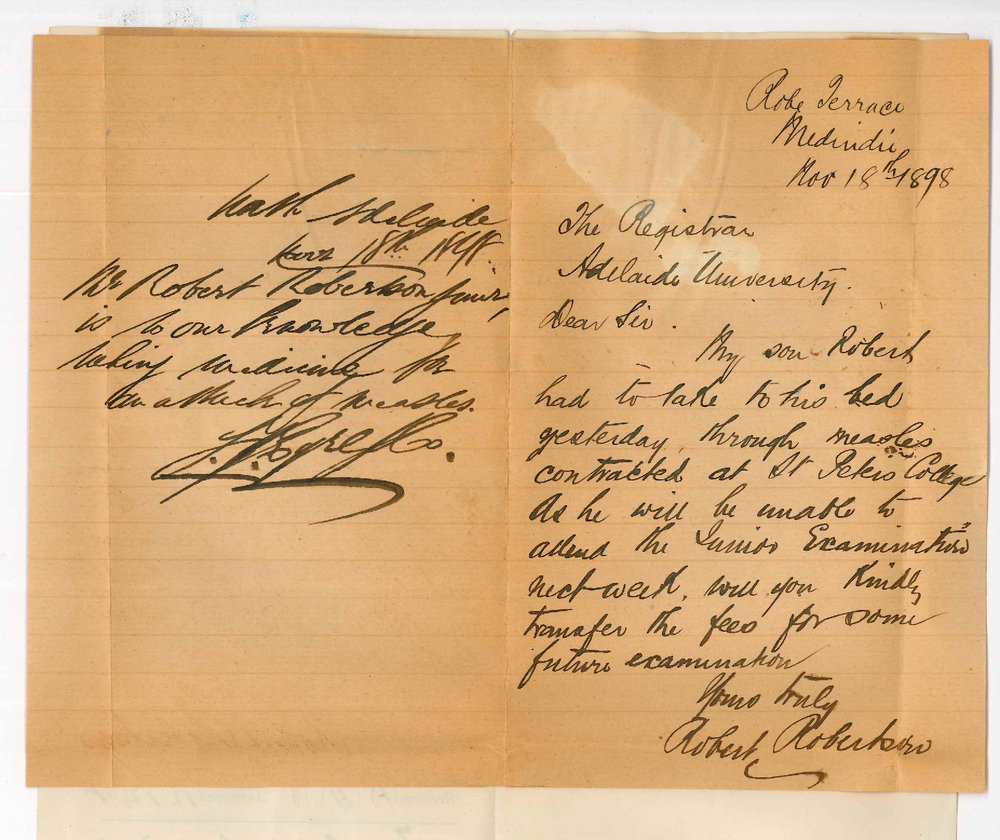 North Adelaide
Nov 18th 1898
Mr Robert Robertson Junr,
is to our knowledge
taking medicine for
an attack of measles.
Robe Terrace
Medindie
Nov 18th 1898
The Registrar
Adelaide University.
Dear Sir.
My son Robert
had to take to his bed
yesterday, through measles
contracted at St Peters College
As he will be unable to
attend the Junior Examination
next week, will you kindly
transfer the fees for some
future examination
Yours truly
Robert Robertson